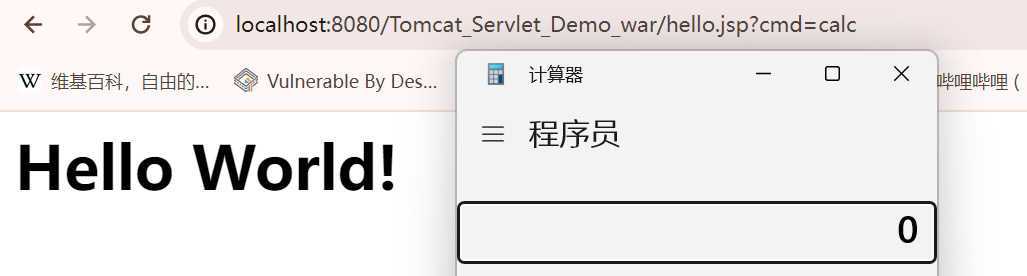 localhost:8080/Tomcat_Servlet_Demo_war/hello.jsp?cmd=calc
W 维基百科，自由的... Vulnerable By Des... 哔哩哔哩 (
计算器
程序员
Hello World!
0